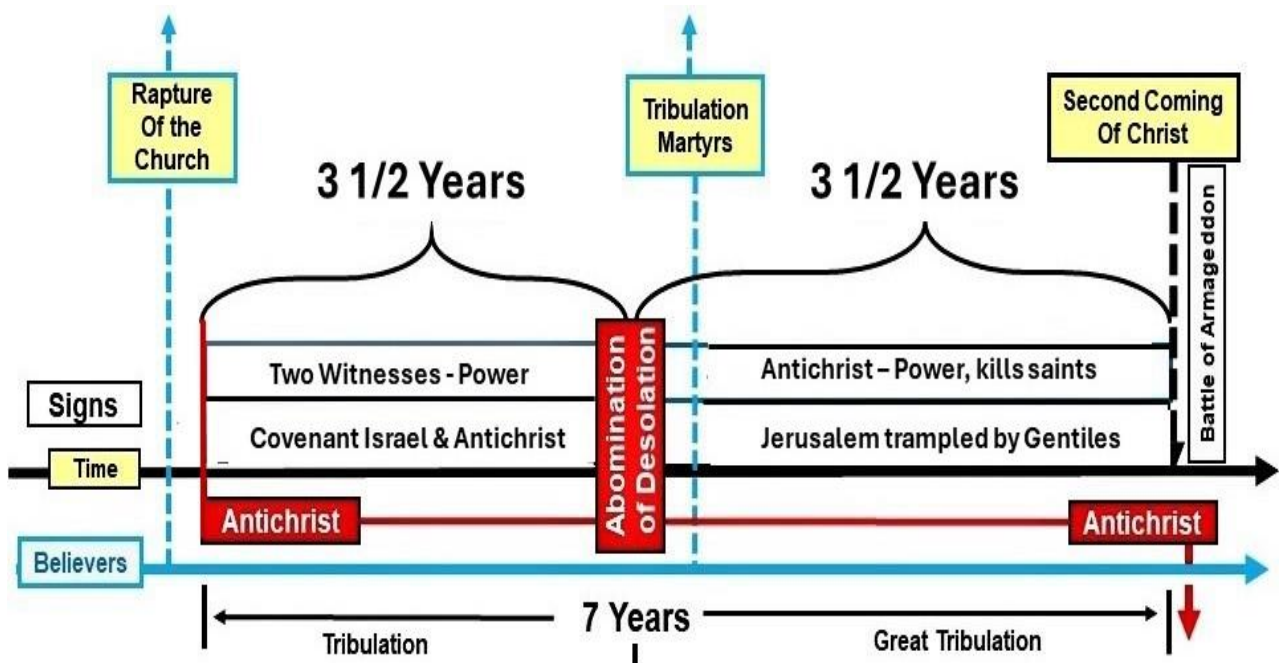 Rapture
Of the
Church
Tribulation
Martyrs
Second Coming
Of Christ
3 1/2 Years
3 1/2 Years
Battle of Armageddon
Abomination
of Desolation
Two Witnesses - Power
Antichrist – Power, kills saints
Signs
Covenant Israel & Antichrist
Jerusalem trampled by Gentiles
Time
Antichrist
Antichrist
Believers
7 Years
Tribulation
Great Tribulation